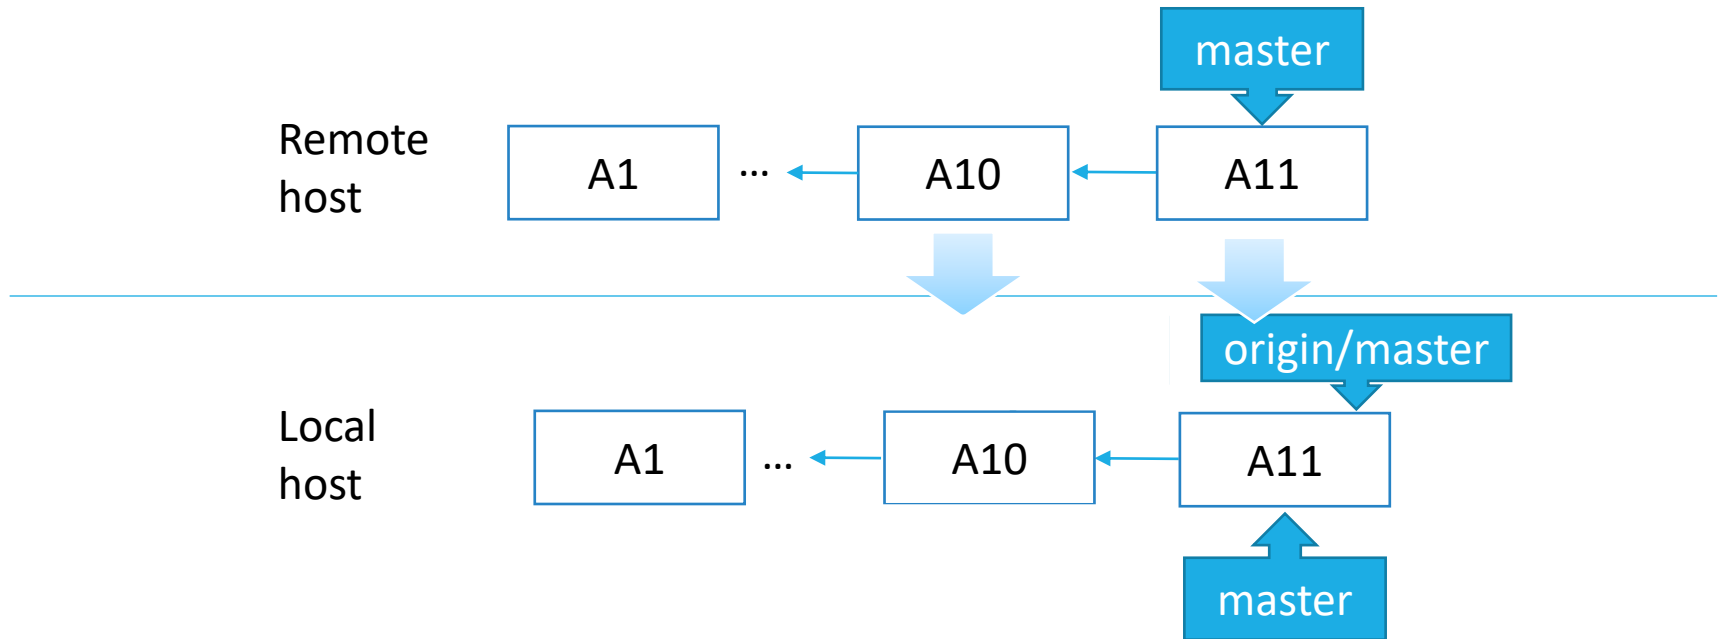 master
Remote
host
A1
...
A10
A11
origin/master
Local
host
A1
...
A10
A11
master